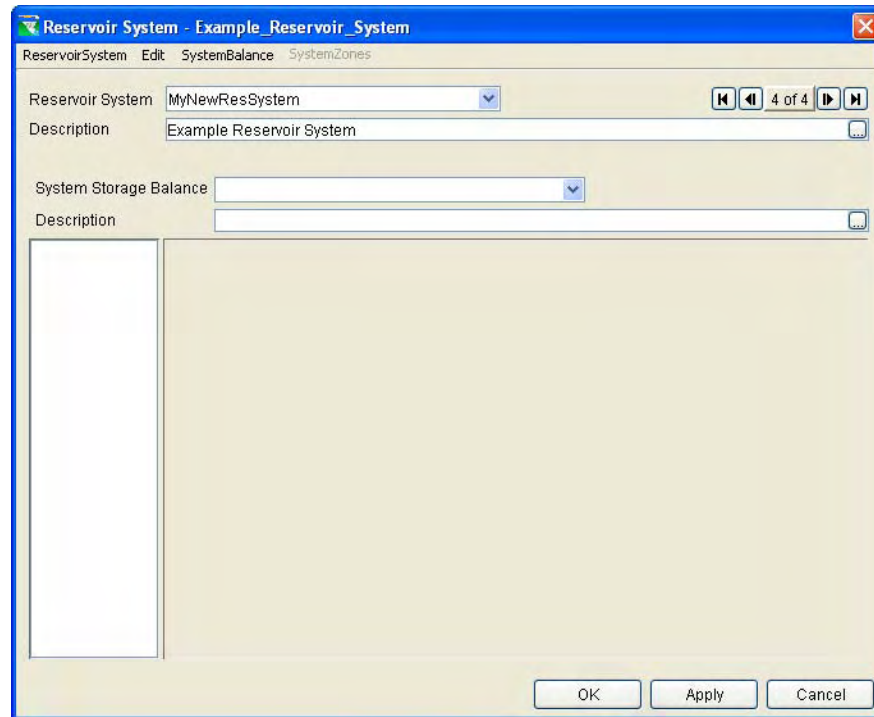 Reservoir System - Example_Reservoir_System
ReservoirSystem Edit SystemBalance SystemZones
Reservoir System MyNewResSystem 4 of 4
Description Example Reservoir System ...
System Storage Balance
Description ...
OK Apply Cancel